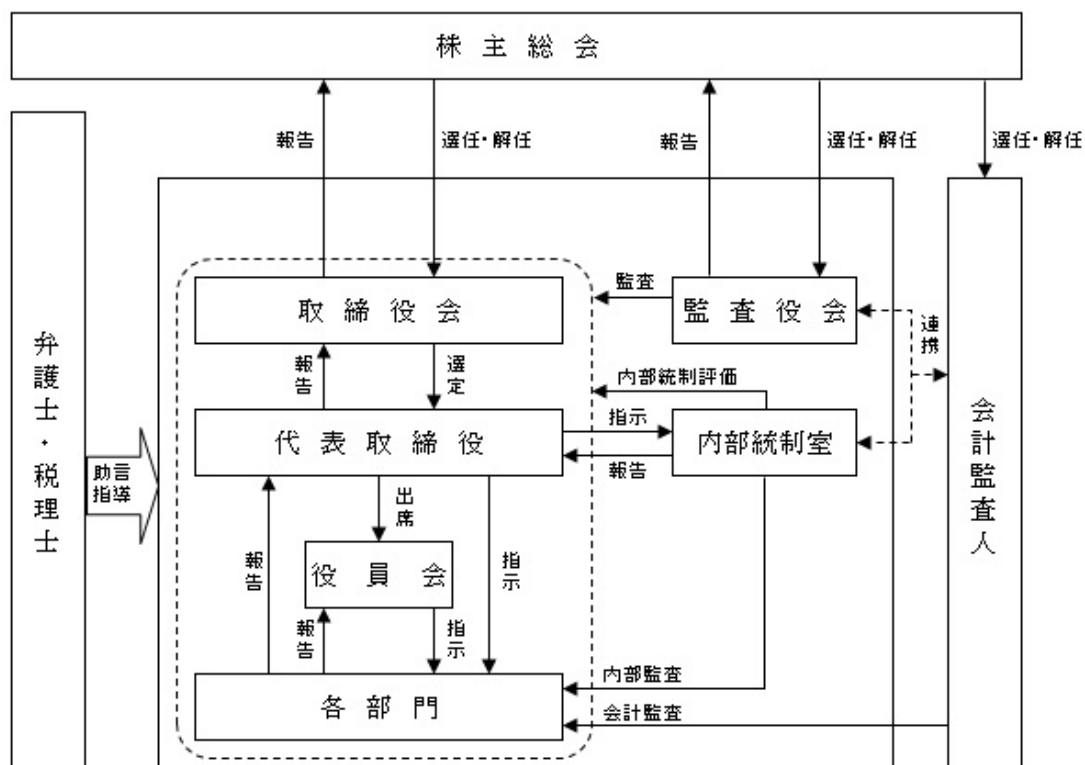 株主総会
報告
選任・解任
報告
選任・解任
選任・解任
取締役会
監査
監査役会
連携
報告
選定
内部統制評価
弁護士・税理士
代表取締役
指示
報告
内部統制室
会計監査人
助言
指導
出席
報告
指示
役員会
報告
指示
内部監査
各部門
会計監査